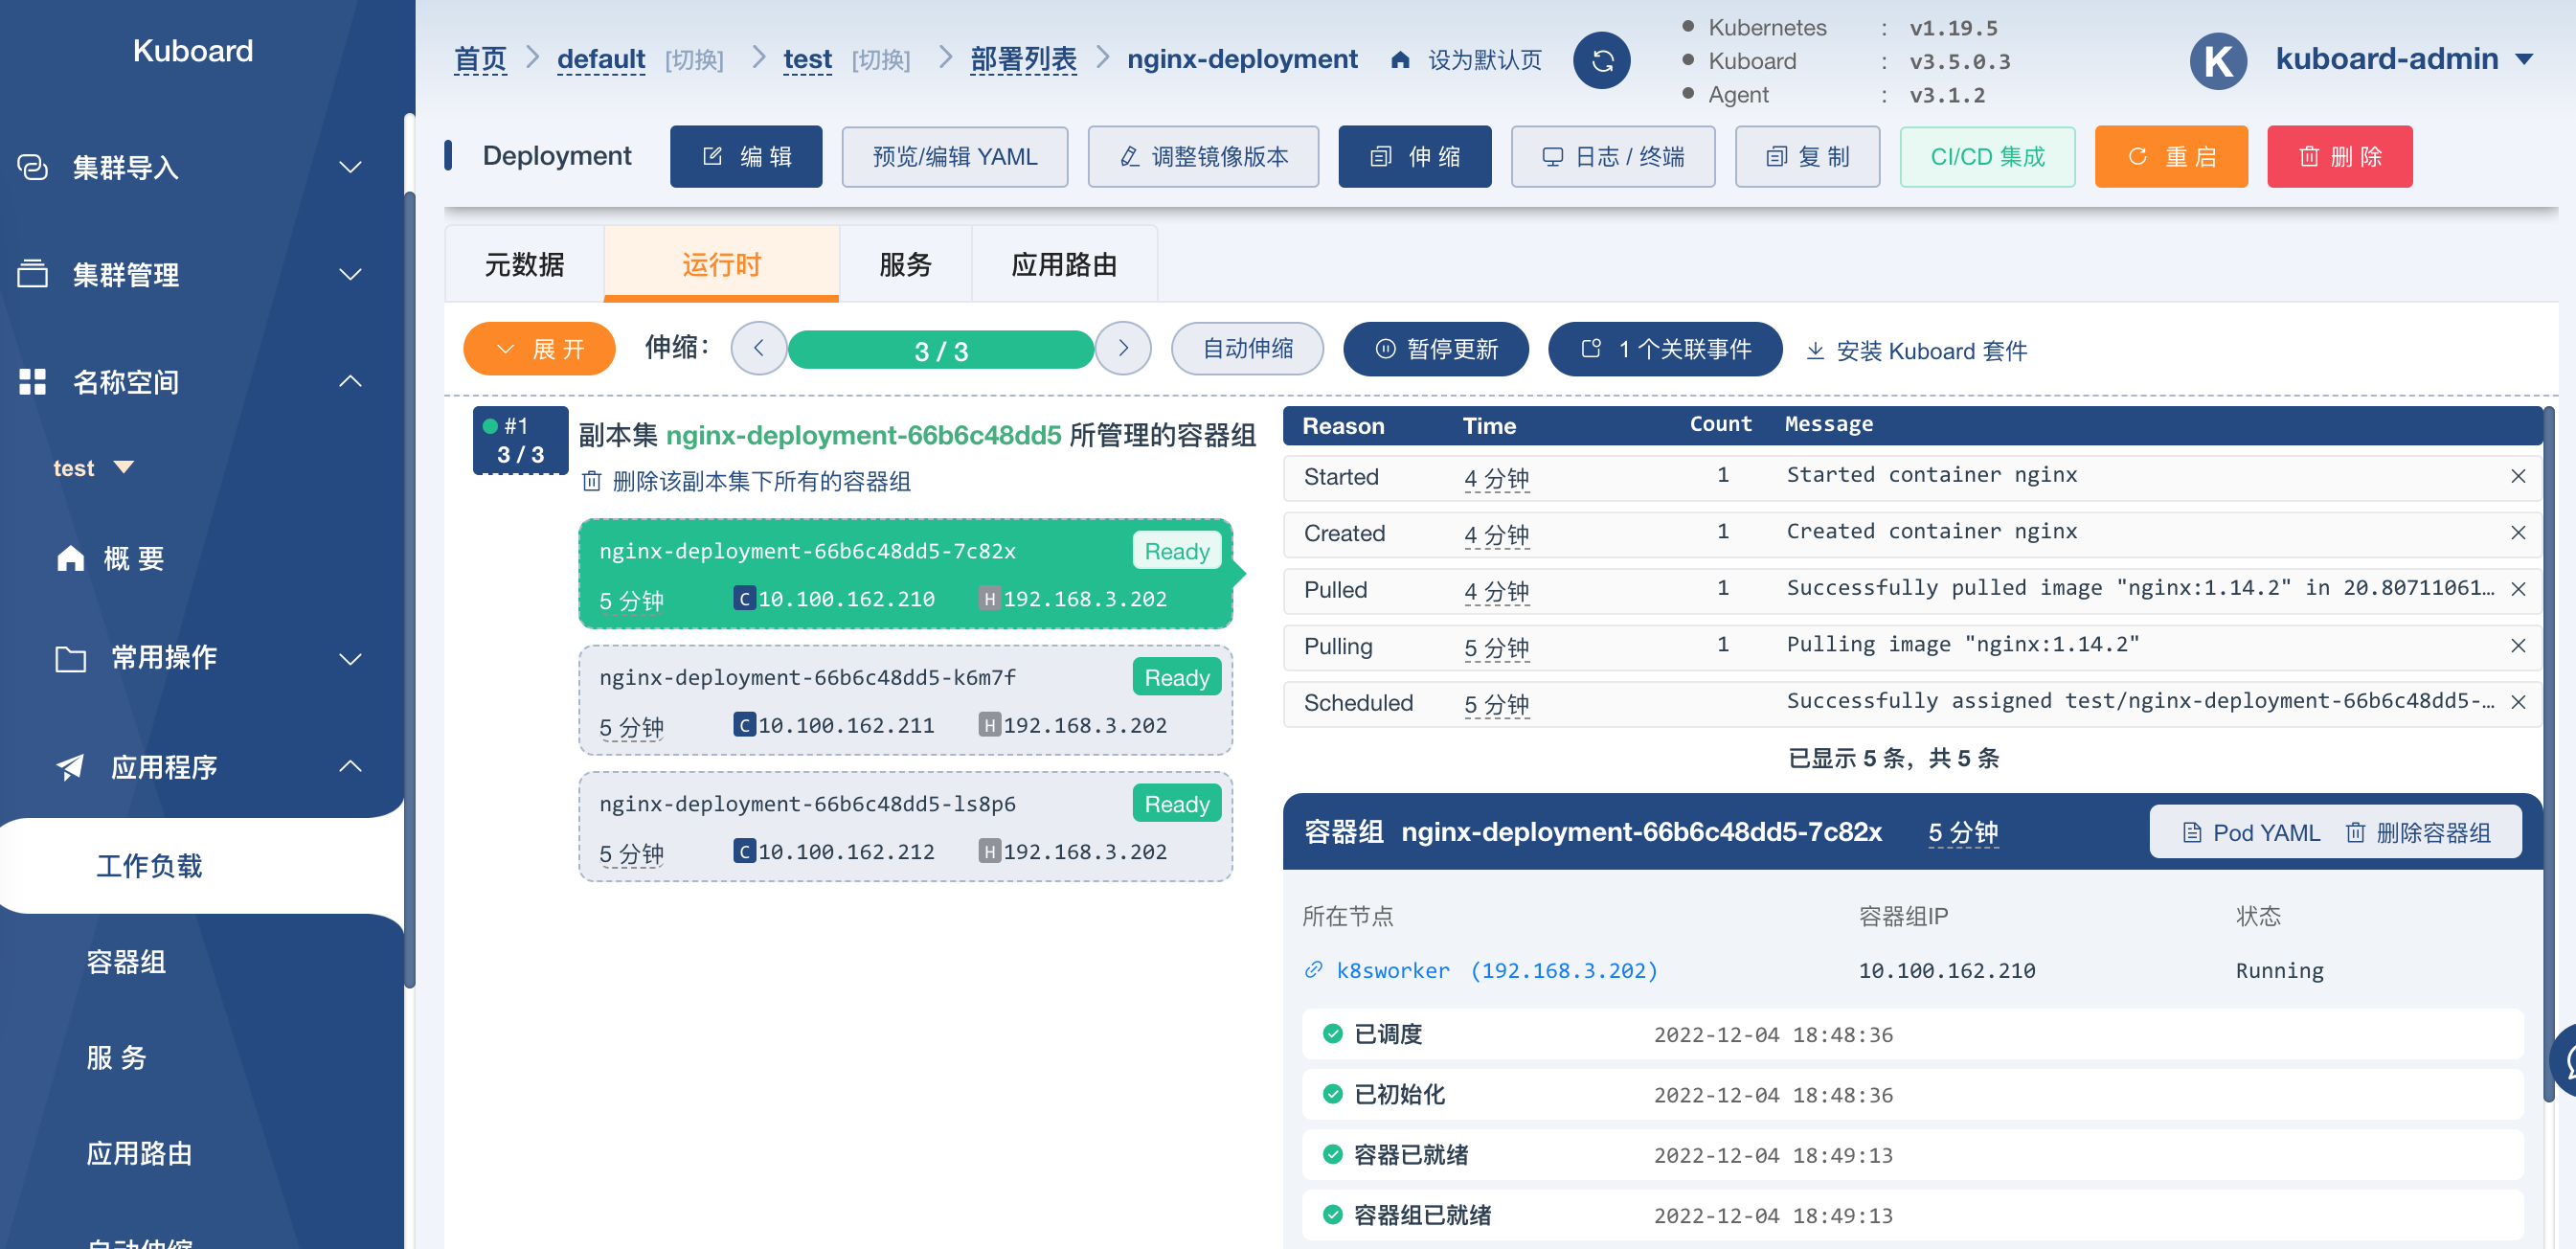 Kuboard
集群导入
集群管理
名称空间
test
概 要
常用操作
应用程序
工作负载
容器组
服 务
应用路由
自动伸缩
首页 > default [切换] > test [切换] > 部署列表 > nginx-deployment 设为默认页
Kubernetes : v1.19.5
Kuboard : v3.5.0.3
Agent : v3.1.2
K kuboard-admin
Deployment 编 辑 预览/编辑 YAML 调整镜像版本 伸 缩 日志 / 终端 复 制 CI/CD 集成 重 启 删 除
元数据 运行时 服务 应用路由
展 开 伸缩： 3 / 3 自动伸缩 暂停更新 1 个关联事件 安装 Kuboard 套件
#1
3 / 3
副本集 nginx-deployment-66b6c48dd5 所管理的容器组
删除该副本集下所有的容器组
nginx-deployment-66b6c48dd5-7c82x Ready
5 分钟 C 10.100.162.210 H 192.168.3.202
nginx-deployment-66b6c48dd5-k6m7f Ready
5 分钟 C 10.100.162.211 H 192.168.3.202
nginx-deployment-66b6c48dd5-ls8p6 Ready
5 分钟 C 10.100.162.212 H 192.168.3.202
Reason Time Count Message
Started 4 分钟 1 Started container nginx
Created 4 分钟 1 Created container nginx
Pulled 4 分钟 1 Successfully pulled image "nginx:1.14.2" in 20.80711061…
Pulling 5 分钟 1 Pulling image "nginx:1.14.2"
Scheduled 5 分钟 Successfully assigned test/nginx-deployment-66b6c48dd5-…
已显示 5 条，共 5 条
容器组 nginx-deployment-66b6c48dd5-7c82x 5 分钟 Pod YAML 删除容器组
所在节点 容器组IP 状态
k8sworker (192.168.3.202) 10.100.162.210 Running
已调度 2022-12-04 18:48:36
已初始化 2022-12-04 18:48:36
容器已就绪 2022-12-04 18:49:13
容器组已就绪 2022-12-04 18:49:13